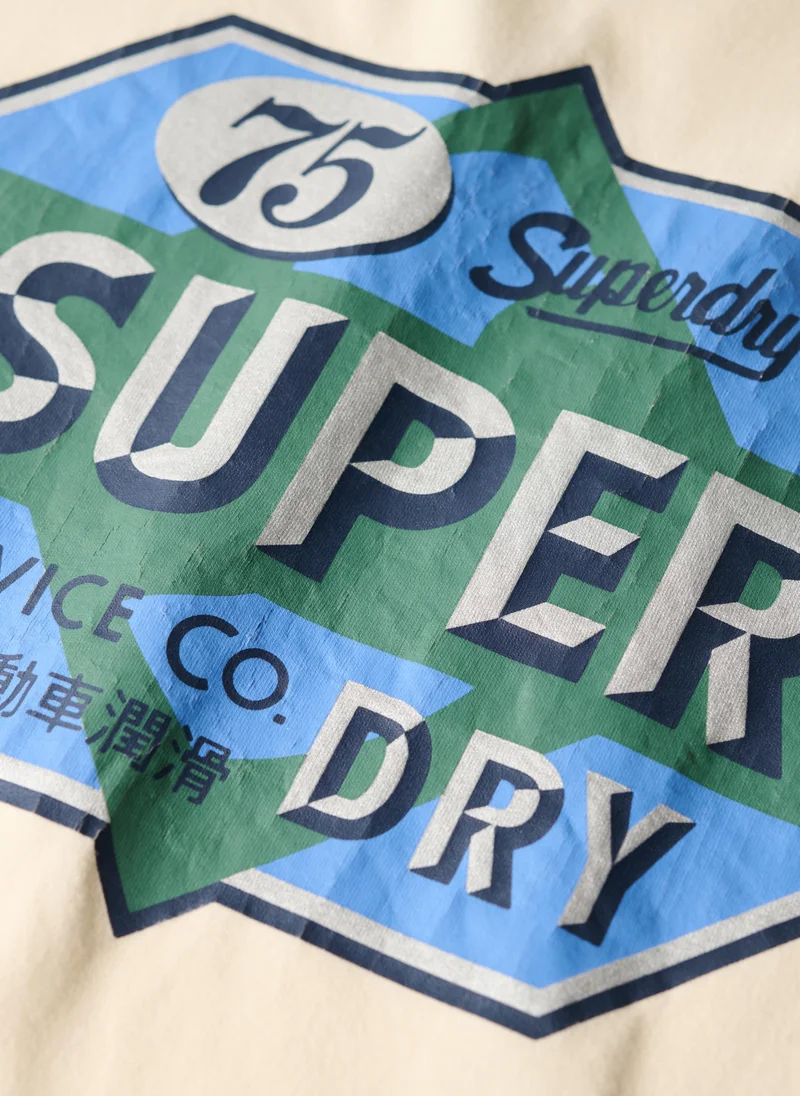 75
Superdry
SUPER
VICE CO.
動車潤滑
DRY